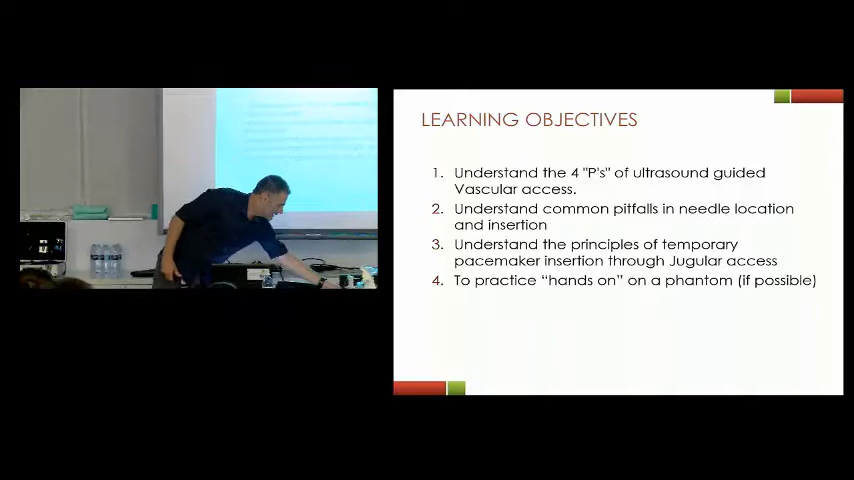 LEARNING OBJECTIVES
1. Understand the 4 "P's" of ultrasound guided
Vascular access.
2. Understand common pitfalls in needle location
and insertion
3. Understand the principles of temporary
pacemaker insertion through Jugular access
4. To practice “hands on” on a phantom (if possible)